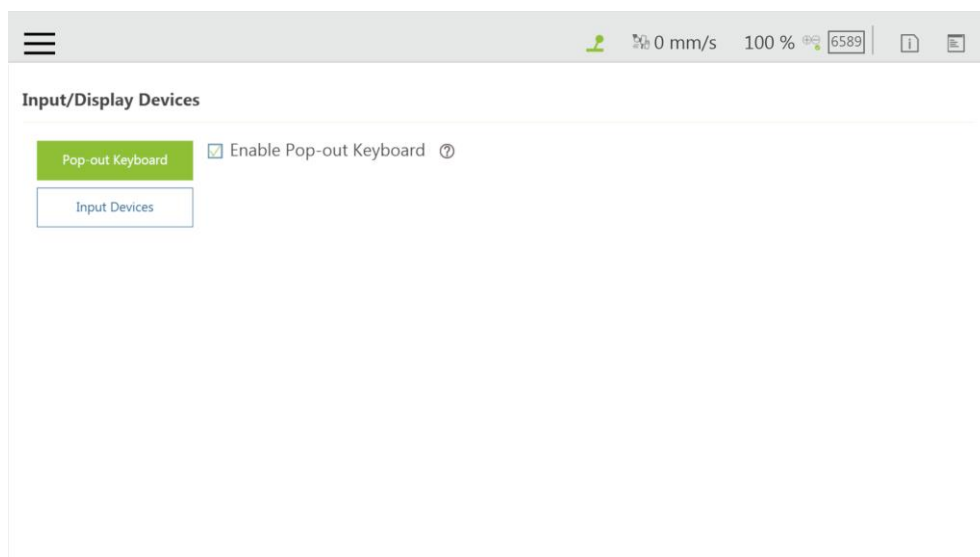 0 mm/s 100 % 6589
Input/Display Devices
Pop-out Keyboard
Enable Pop-out Keyboard
Input Devices